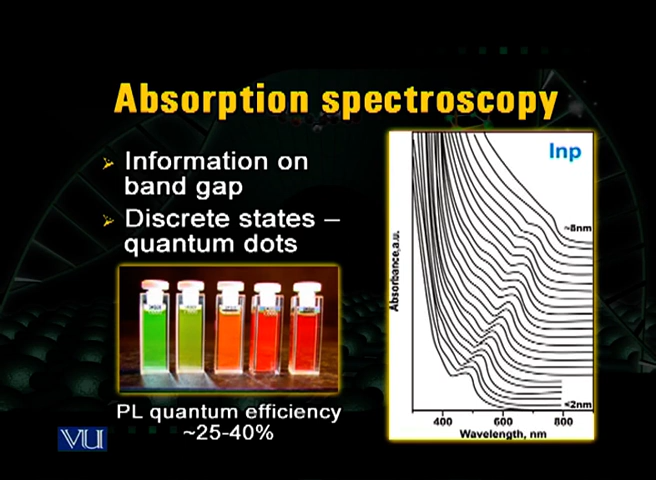 Absorption spectroscopy
Information on
band gap
Discrete states –
quantum dots
PL quantum efficiency
~25-40%
VU
Inp
~8nm
Absorbance,a.u.
<2nm
400 600 800
Wavelength, nm